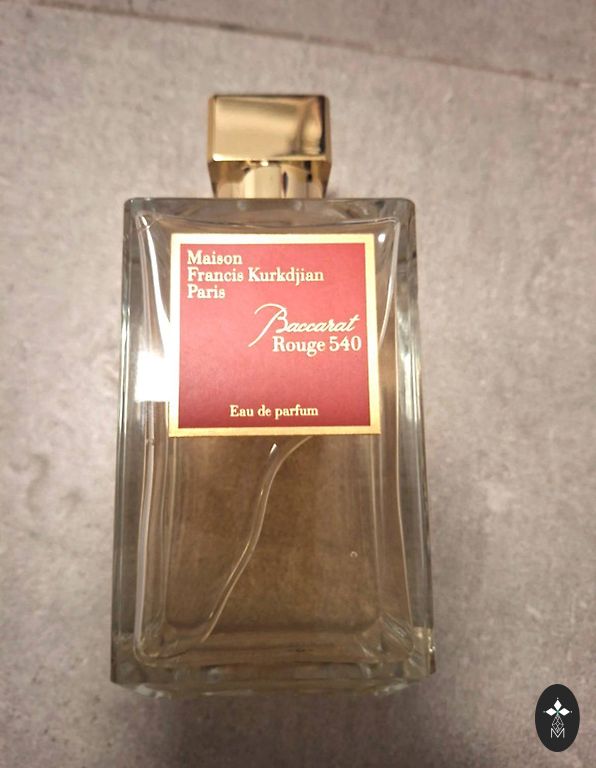 Maison
Francis Kurkdjian
Paris
Baccarat
Rouge 540
Eau de parfum
M